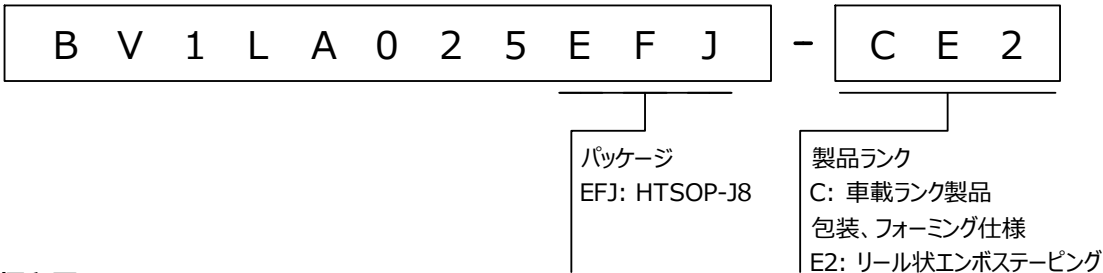 B V 1 L A 0 2 5 E F J - C E 2
パッケージ
EFJ: HTSOP-J8
製品ランク
C: 車載ランク製品
包装、フォーミング仕様
E2: リール状エンボステーピング